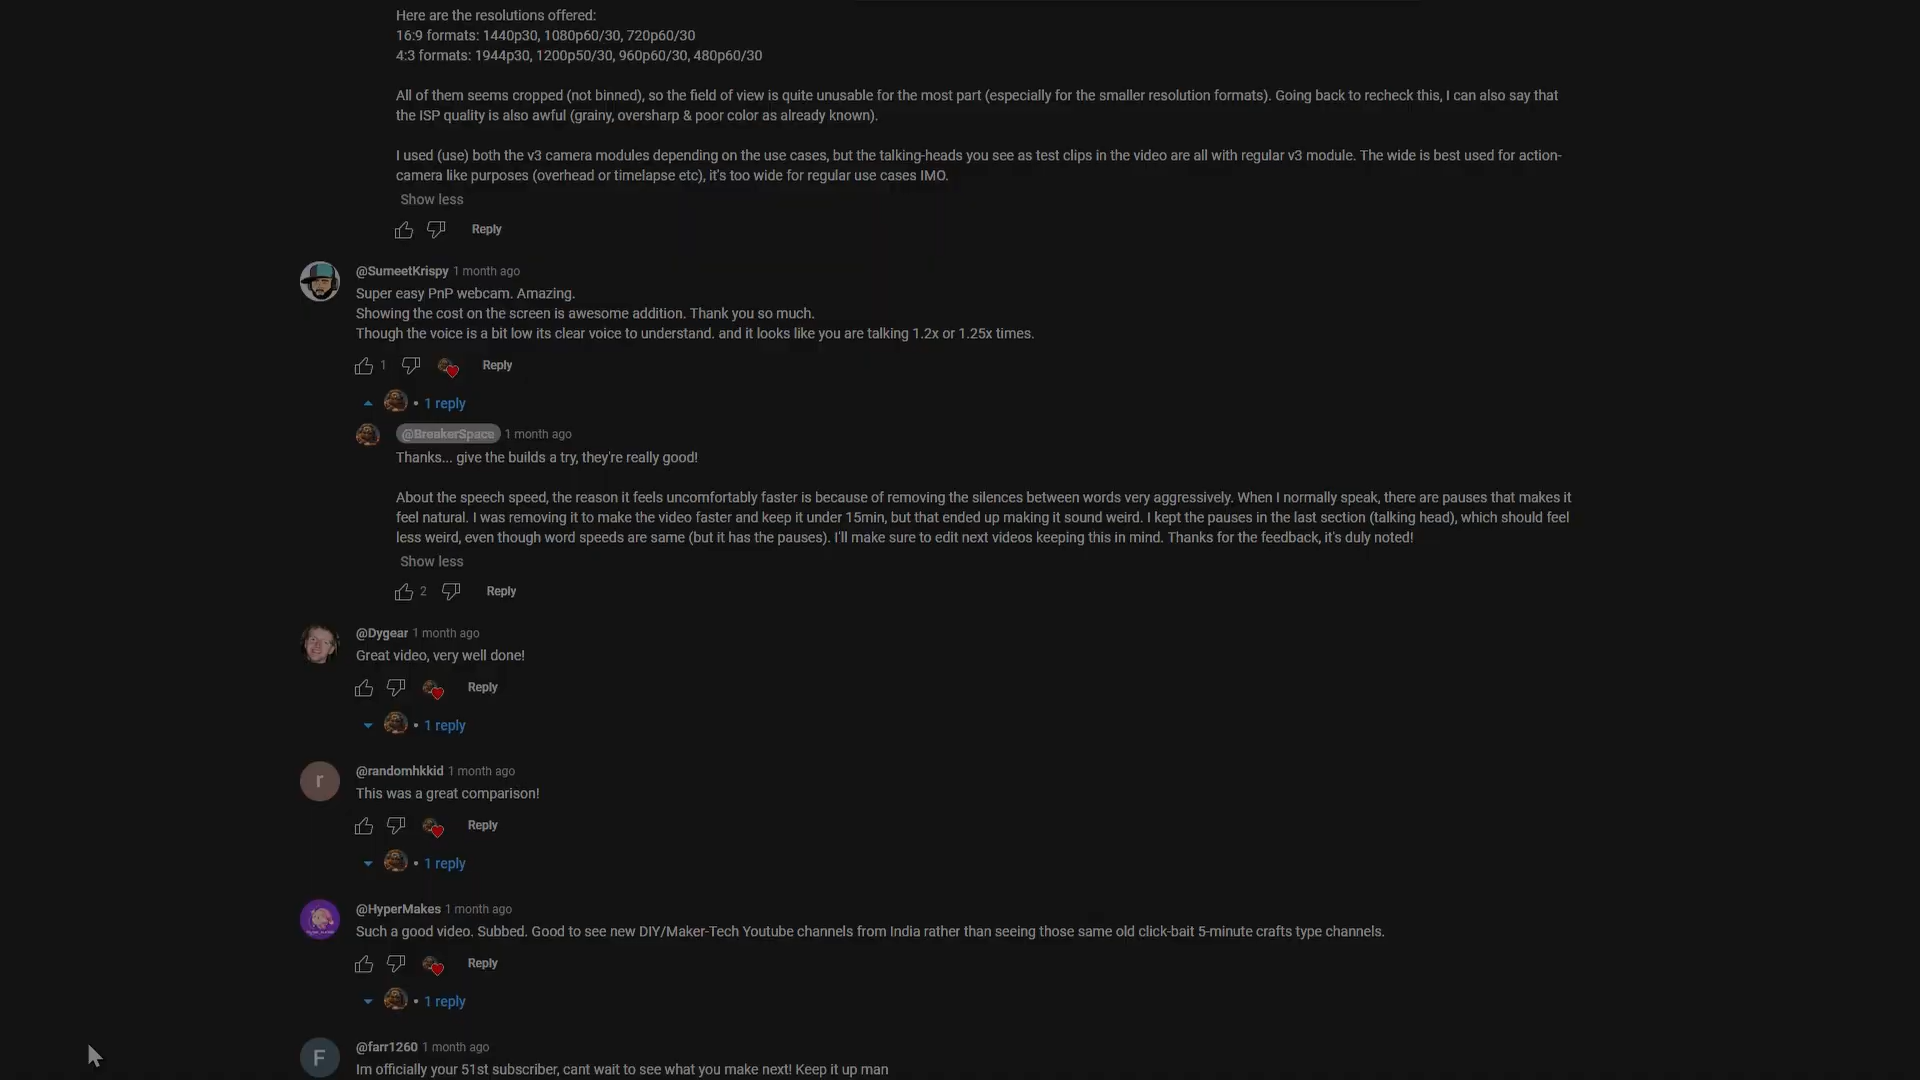 Here are the resolutions offered:
16:9 formats: 1440p30, 1080p60/30, 720p60/30
4:3 formats: 1944p30, 1200p50/30, 960p60/30, 480p60/30
All of them seems cropped (not binned), so the field of view is quite unusable for the most part (especially for the smaller resolution formats). Going back to recheck this, I can also say that
the ISP quality is also awful (grainy, oversharp & poor color as already known).
I used (use) both the v3 camera modules depending on the use cases, but the talking-heads you see as test clips in the video are all with regular v3 module. The wide is best used for action-
camera like purposes (overhead or timelapse etc), it's too wide for regular use cases IMO.
Show less
Reply
@SumeetKrispy 1 month ago
Super easy PnP webcam. Amazing.
Showing the cost on the screen is awesome addition. Thank you so much.
Though the voice is a bit low its clear voice to understand. and it looks like you are talking 1.2x or 1.25x times.
1 Reply
• 1 reply
@BreakerSpace 1 month ago
Thanks... give the builds a try, they're really good!
About the speech speed, the reason it feels uncomfortably faster is because of removing the silences between words very aggressively. When I normally speak, there are pauses that makes it
feel natural. I was removing it to make the video faster and keep it under 15min, but that ended up making it sound weird. I kept the pauses in the last section (talking head), which should feel
less weird, even though word speeds are same (but it has the pauses). I'll make sure to edit next videos keeping this in mind. Thanks for the feedback, it's duly noted!
Show less
2 Reply
@Dygear 1 month ago
Great video, very well done!
Reply
• 1 reply
r
@randomhkkid 1 month ago
This was a great comparison!
Reply
• 1 reply
@HyperMakes 1 month ago
Such a good video. Subbed. Good to see new DIY/Maker-Tech Youtube channels from India rather than seeing those same old click-bait 5-minute crafts type channels.
Reply
• 1 reply
F
@farr1260 1 month ago
Im officially your 51st subscriber, cant wait to see what you make next! Keep it up man